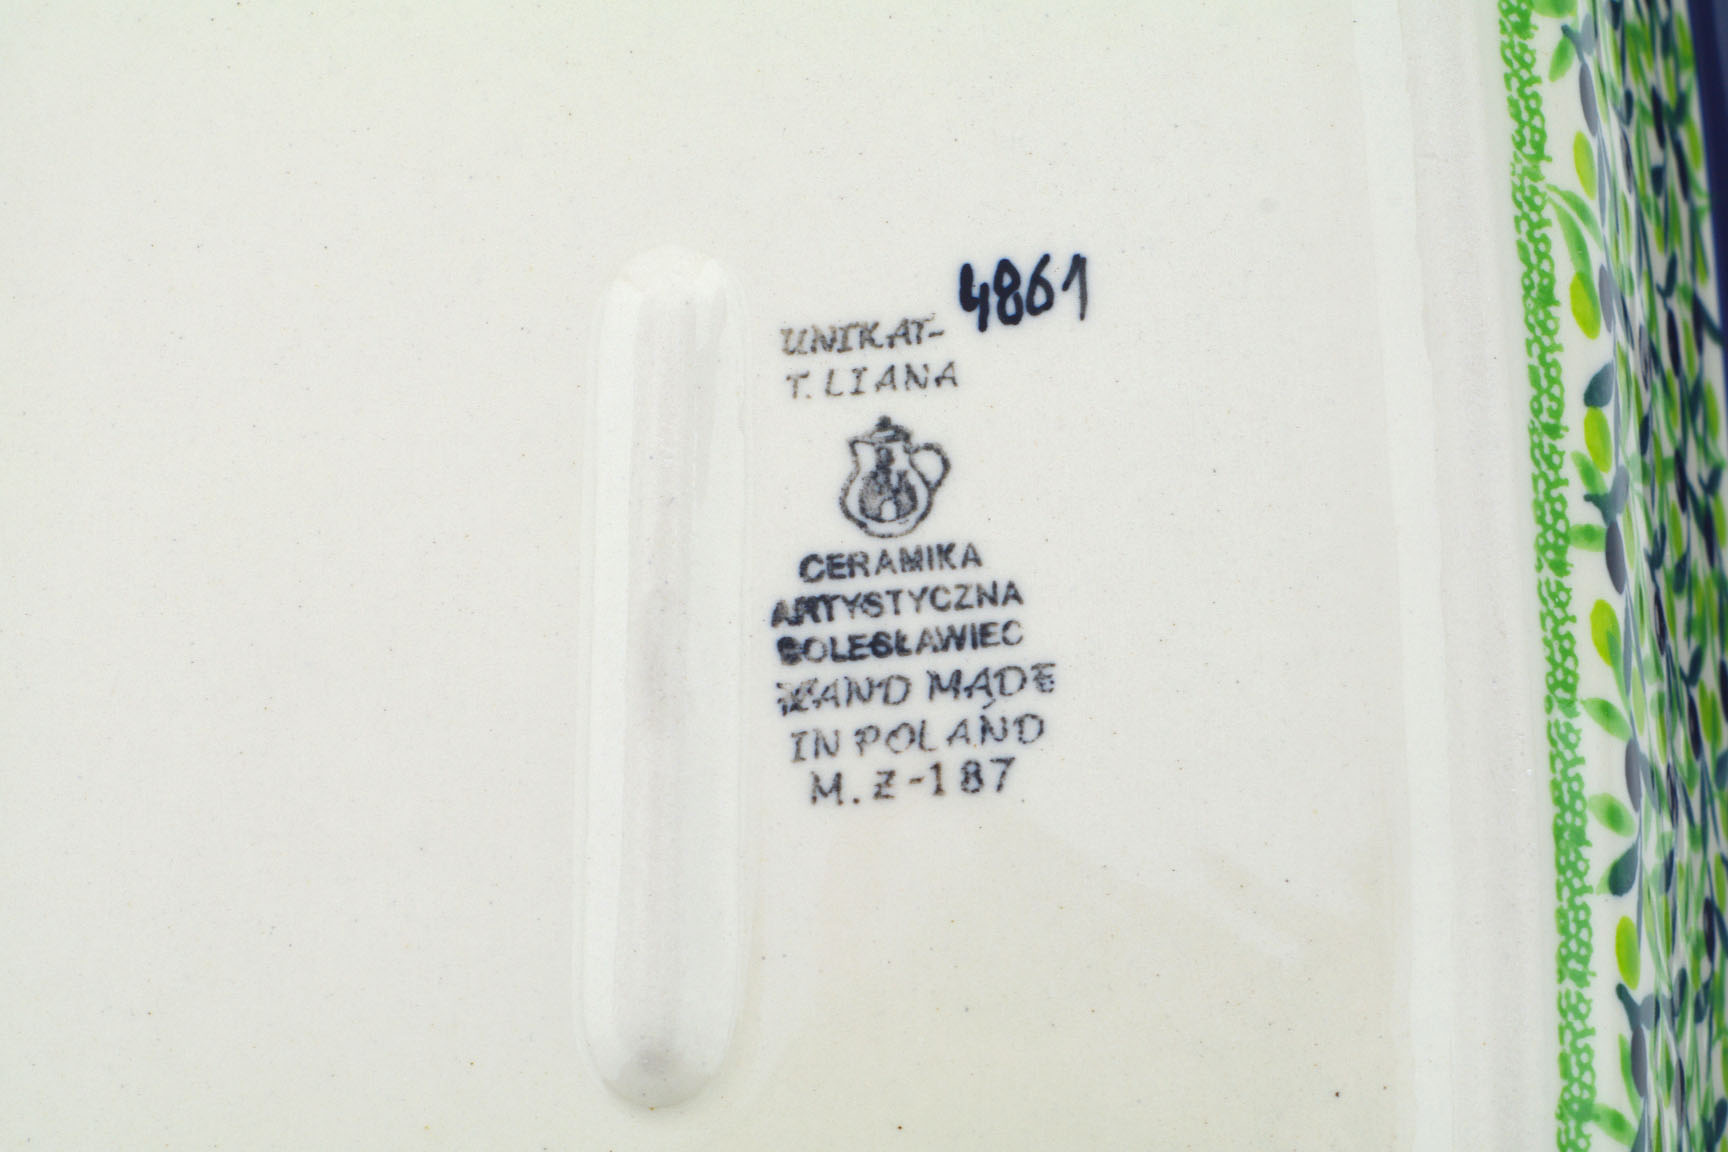 4861
UNIKAT-
T. LIANA
CERAMIKA
ARTYSTYCZNA
BOLESŁAWIEC
HAND MADE
IN POLAND
M.Z-187